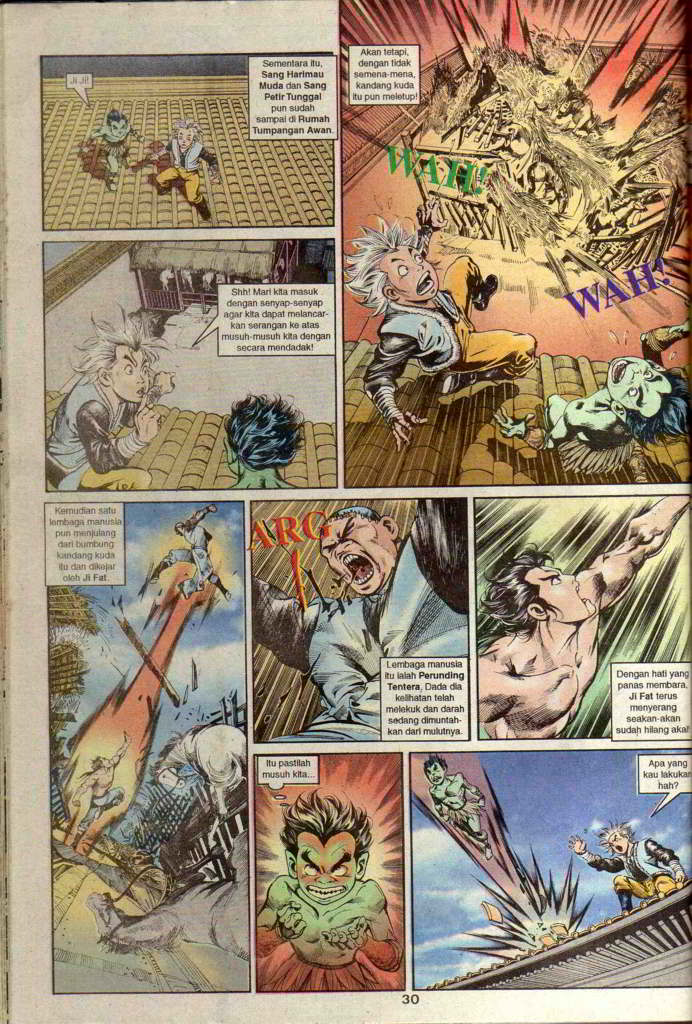 Sementara itu,
Sang Harimau
Muda dan Sang
Petir Tunggal
pun sudah
sampai di Rumah
Tumpangan Awan.
Ji Ji!
Akan tetapi,
dengan tidak
semena-mena,
kandang kuda
itu pun meletup!
WAH!
WAH!
Shh! Mari kita masuk
dengan senyap-senyap
agar kita dapat melancar-
kan serangan ke atas
musuh-musuh kita dengan
secara mendadak!
Kemudian satu
lembaga manusia
pun menjulang
dari bumbung
kandang kuda
itu dan dikejar
oleh Ji Fat.
ARG
!
Lembaga manusia
itu ialah Perunding
Tentera, Dada dia
kelihatan telah
melekuk dan darah
sedang dimuntah-
kan dari mulutnya.
Dengan hati yang
panas membara,
Ji Fat terus
menyerang
seakan-akan
sudah hilang akal
Itu pastilah
musuh kita...
Apa yang
kau lakukan
hah?
30